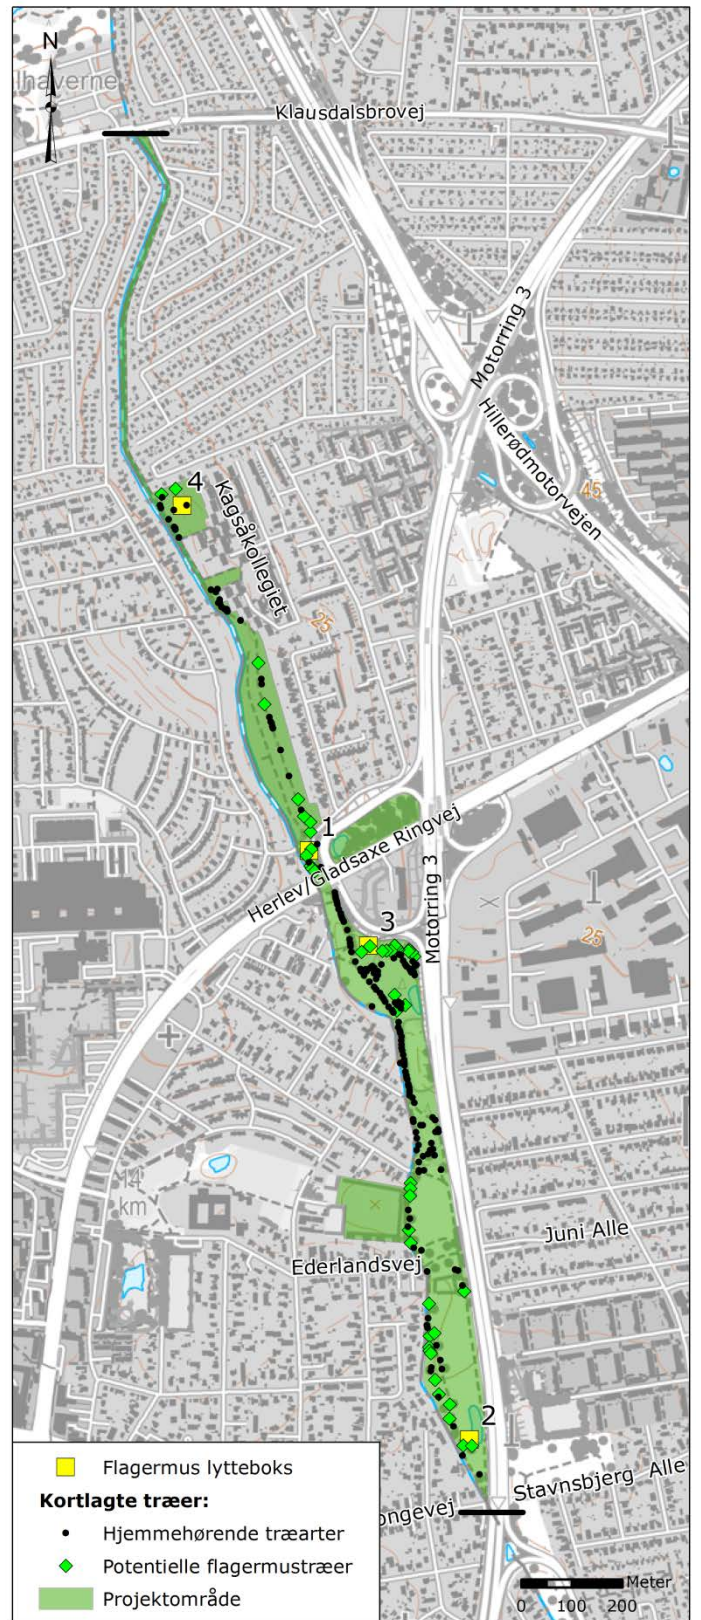 N
lhaverne
Klausdalsbrovej
Motorring 3
Hillerødmotorvejen
45
4
Kagsåkollegiet
25
1
Herlev/Gladsaxe Ringvej
Motorring 3
3
25
14
km
Juni Alle
Ederlandsvej
2
Stavnsbjerg Alle
ongevej
Flagermus lytteboks
Kortlagte træer:
Hjemmehørende træarter
Potentielle flagermustræer
Projektområde
Meter
0 100 200